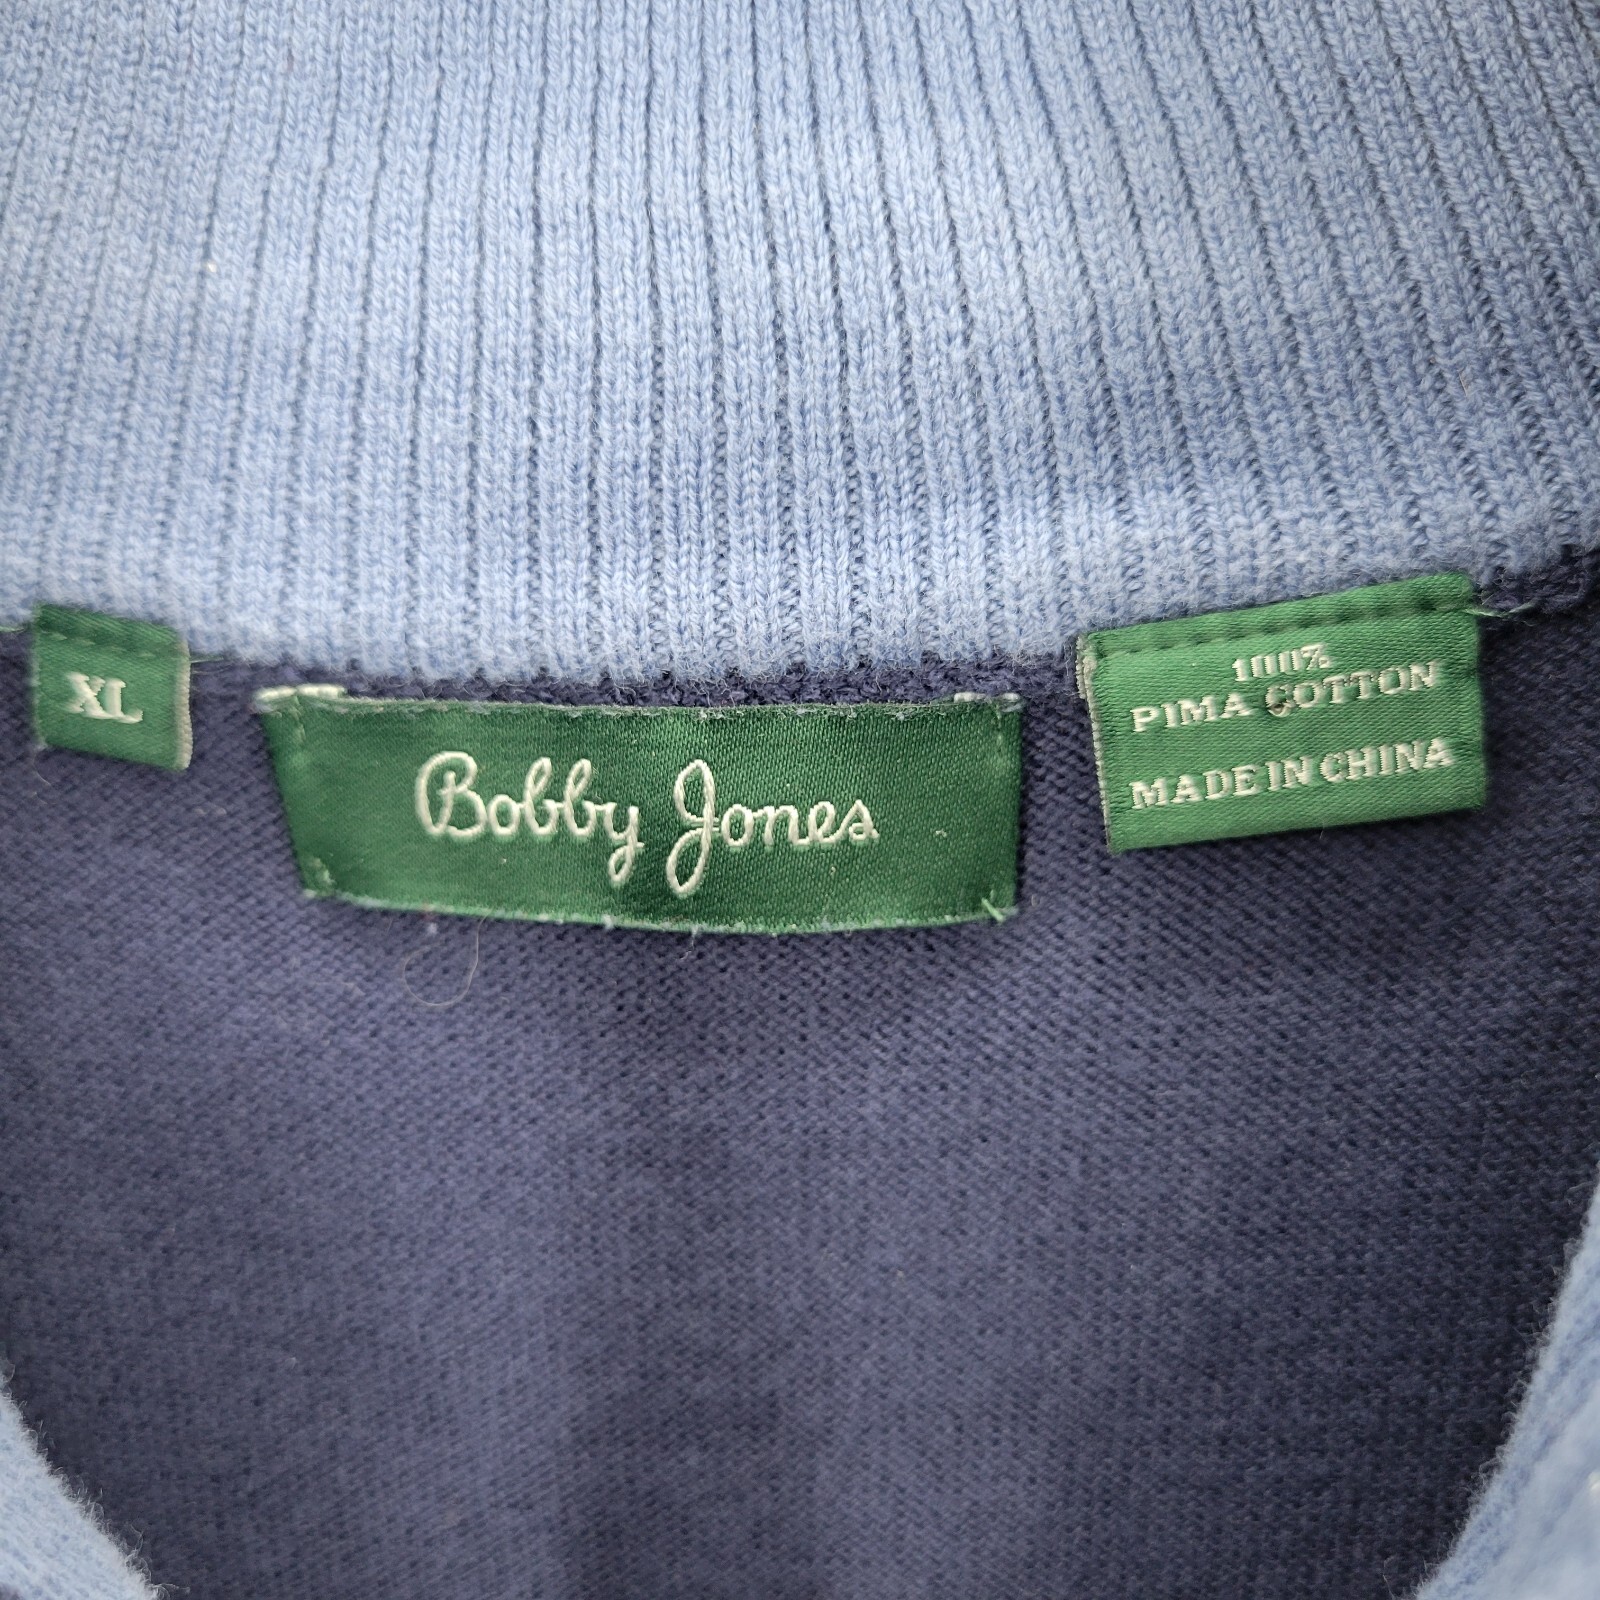 XL
Bobby Jones
100%
PIMA COTTON
MADE IN CHINA